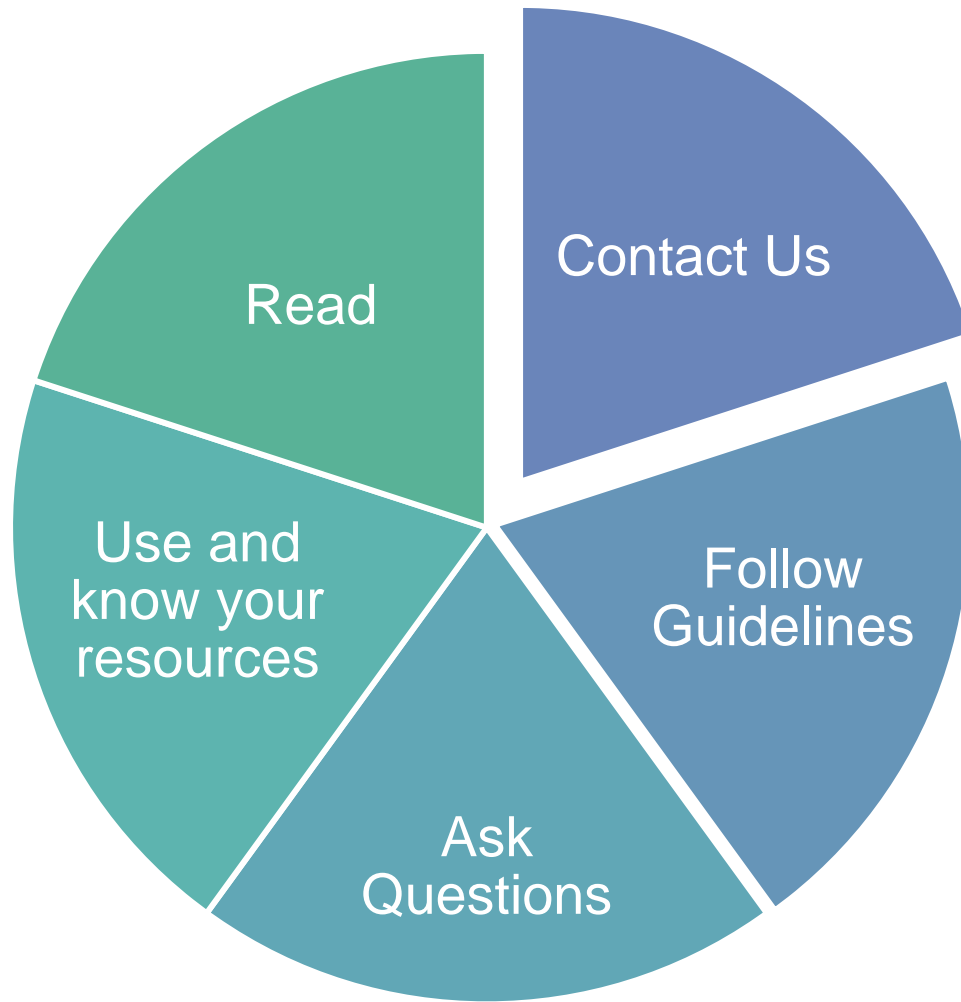 Contact Us
Follow
Guidelines
Ask
Questions
Use and
know your
resources
Read